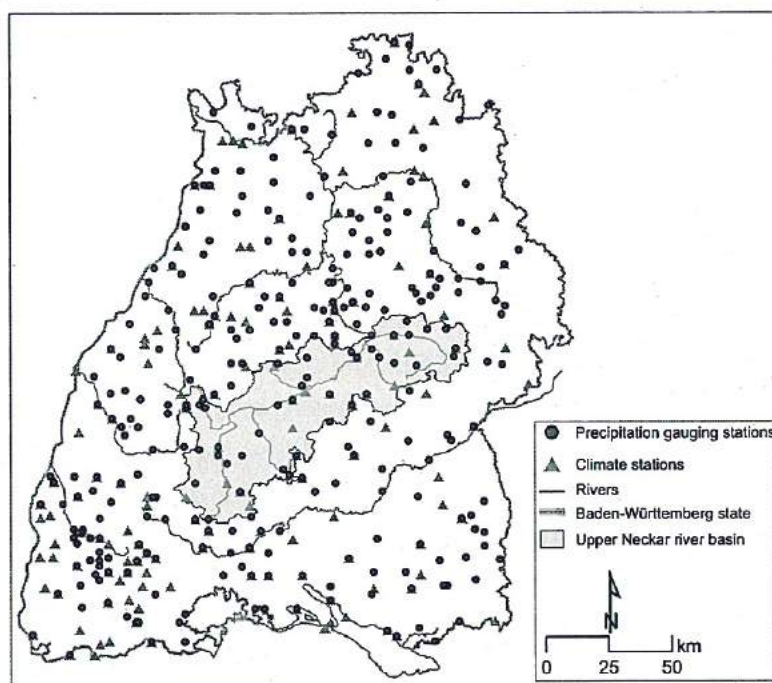 Precipitation gauging stations
Climate stations
Rivers
Baden-Württemberg state
Upper Neckar river basin
N
km
0 25 50